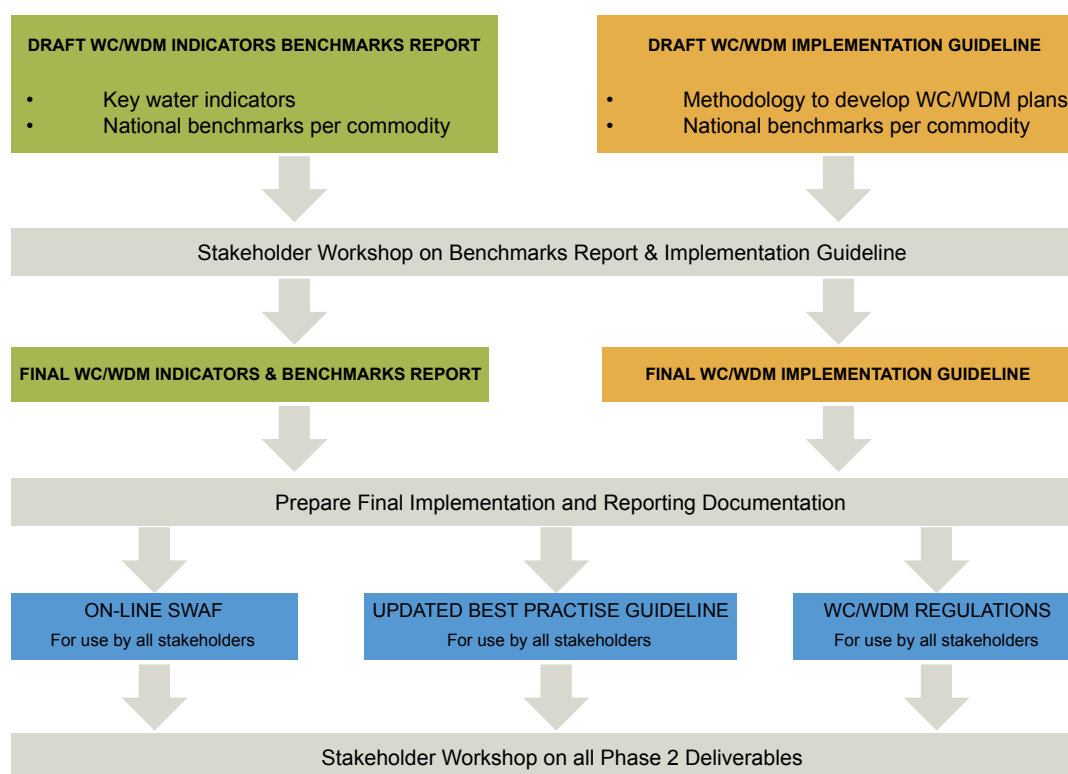 DRAFT WC/WDM INDICATORS BENCHMARKS REPORT
• Key water indicators
• National benchmarks per commodity
DRAFT WC/WDM IMPLEMENTATION GUIDELINE
• Methodology to develop WC/WDM plans
• National benchmarks per commodity
Stakeholder Workshop on Benchmarks Report & Implementation Guideline
FINAL WC/WDM INDICATORS & BENCHMARKS REPORT
FINAL WC/WDM IMPLEMENTATION GUIDELINE
Prepare Final Implementation and Reporting Documentation
ON-LINE SWAF
For use by all stakeholders
UPDATED BEST PRACTISE GUIDELINE
For use by all stakeholders
WC/WDM REGULATIONS
For use by all stakeholders
Stakeholder Workshop on all Phase 2 Deliverables